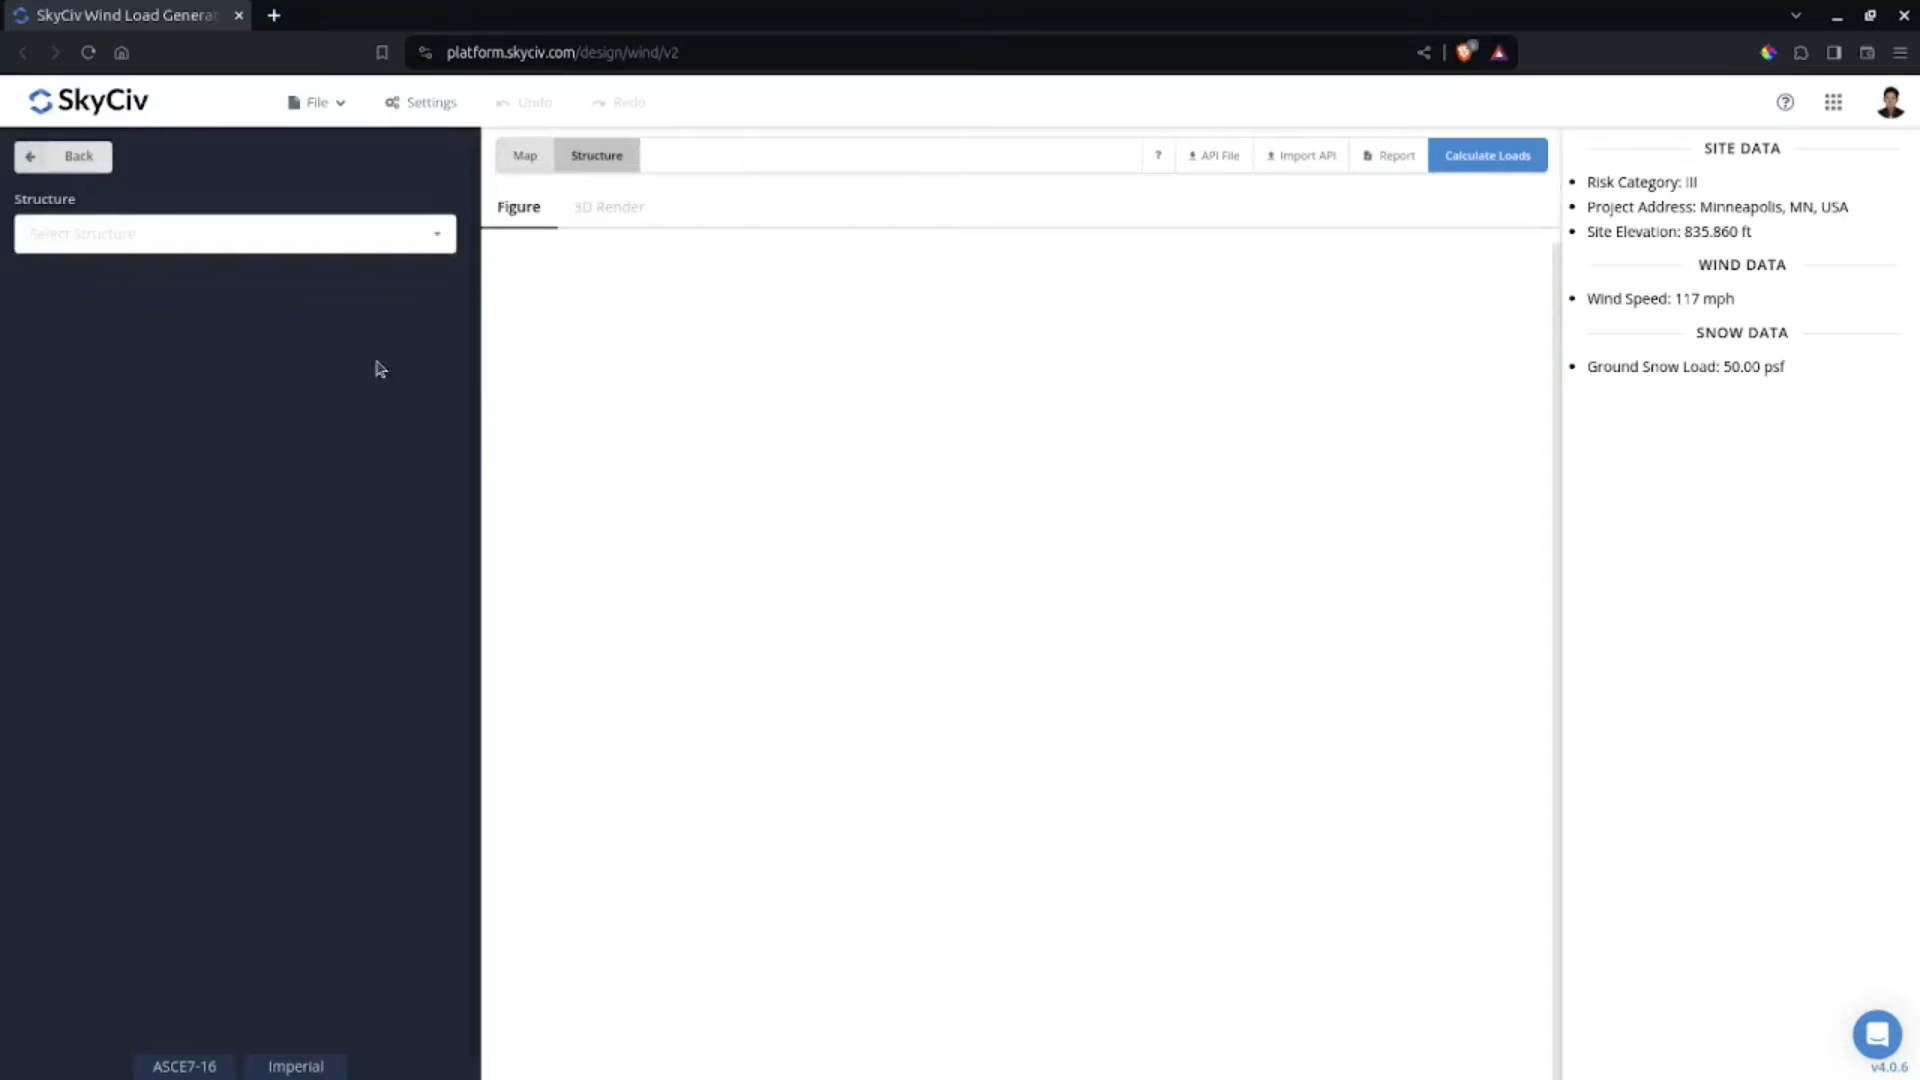 SkyCiv Wind Load Generat
platform.skyciv.com/design/wind/v2
SkyCiv
File
Settings
Undo
Redo
Back
Structure
Select Structure
Map
Structure
?
API File
Import API
Report
Calculate Loads
Figure
3D Render
SITE DATA
Risk Category: III
Project Address: Minneapolis, MN, USA
Site Elevation: 835.860 ft
WIND DATA
Wind Speed: 117 mph
SNOW DATA
Ground Snow Load: 50.00 psf
ASCE7-16
Imperial
v4.0.6